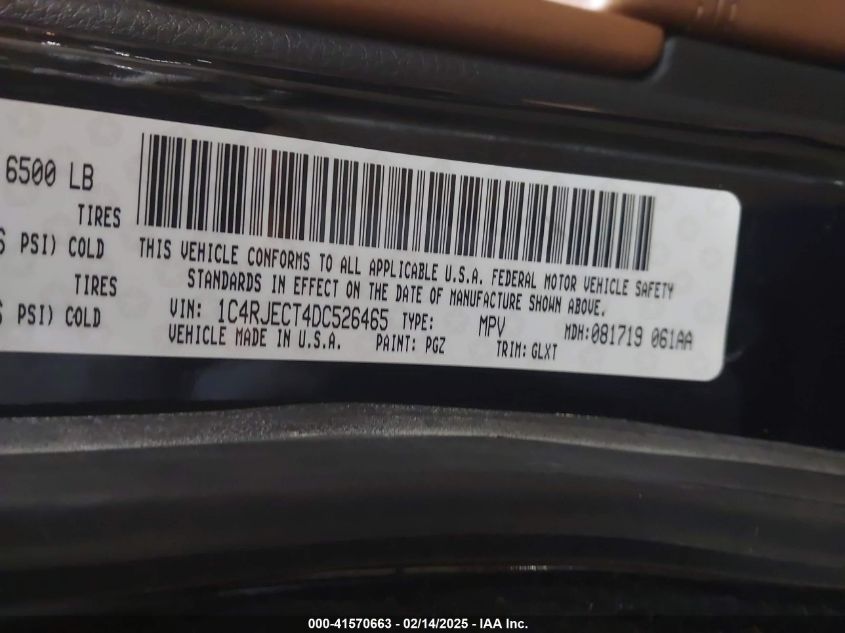 6500 LB
TIRES
PSI) COLD
TIRES
PSI) COLD
THIS VEHICLE CONFORMS TO ALL APPLICABLE U.S.A. FEDERAL MOTOR VEHICLE SAFETY
STANDARDS IN EFFECT ON THE DATE OF MANUFACTURE SHOWN ABOVE.
VIN: 1C4RJECT4DC526465 TYPE: MPV MDH:081719 061AA
VEHICLE MADE IN U.S.A. PAINT: PGZ TRIM: GLXT
000-41570663 - 02/14/2025 - IAA Inc.